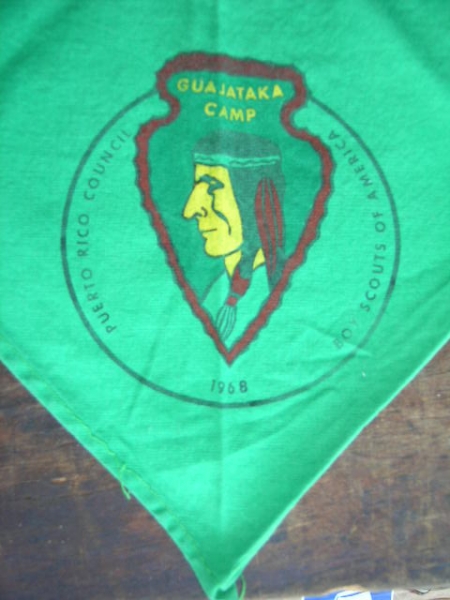 GUAJATAKA
CAMP
PUERTO RICO COUNCIL
BOY SCOUTS OF AMERICA
1968